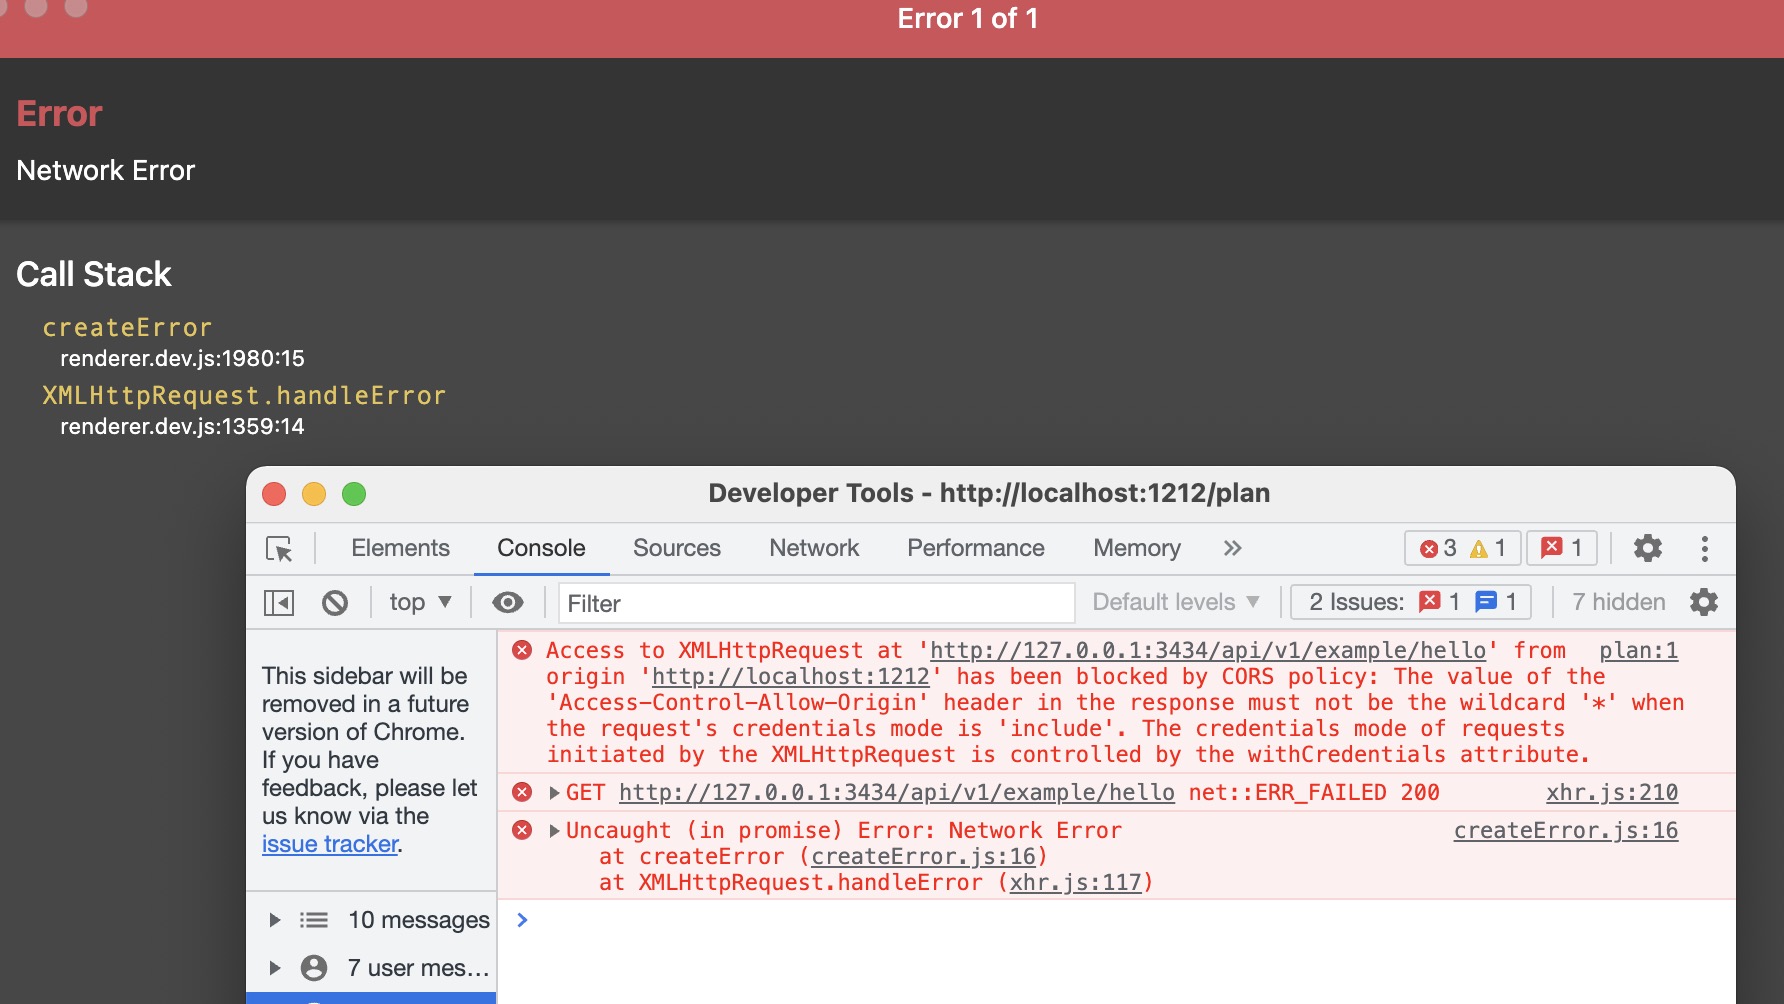 Error 1 of 1
Error
Network Error
Call Stack
createError
renderer.dev.js:1980:15
XMLHttpRequest.handleError
renderer.dev.js:1359:14
Developer Tools - http://localhost:1212/plan
Elements Console Sources Network Performance Memory » 3 1 1
top ▼ Filter Default levels ▼ 2 Issues: 1 1 7 hidden
This sidebar will be
removed in a future
version of Chrome.
If you have
feedback, please let
us know via the
issue tracker.
10 messages
7 user mes…
Access to XMLHttpRequest at 'http://127.0.0.1:3434/api/v1/example/hello' from plan:1
origin 'http://localhost:1212' has been blocked by CORS policy: The value of the
'Access-Control-Allow-Origin' header in the response must not be the wildcard '*' when
the request's credentials mode is 'include'. The credentials mode of requests
initiated by the XMLHttpRequest is controlled by the withCredentials attribute.
GET http://127.0.0.1:3434/api/v1/example/hello net::ERR_FAILED 200 xhr.js:210
Uncaught (in promise) Error: Network Error createError.js:16
at createError (createError.js:16)
at XMLHttpRequest.handleError (xhr.js:117)